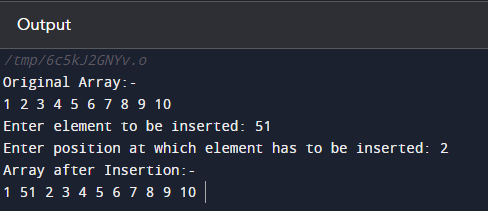 Output
/tmp/6c5kJ2GNYv.o
Original Array:-
1 2 3 4 5 6 7 8 9 10
Enter element to be inserted: 51
Enter position at which element has to be inserted: 2
Array after Insertion:-
1 51 2 3 4 5 6 7 8 9 10